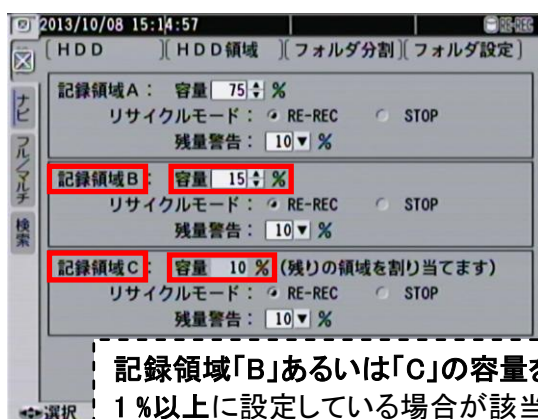 2013/10/08 15:14:57
[HDD ][HDD領域 ][フォルダ分割][フォルダ設定]
ナビ
フル/マルチ
検索
記録領域A: 容量 75 %
リサイクルモード: RE-REC STOP
残量警告: 10▼ %
記録領域B: 容量 15 %
リサイクルモード: RE-REC STOP
残量警告: 10▼ %
記録領域C: 容量 10 % (残りの領域を割り当てます)
リサイクルモード: RE-REC STOP
残量警告: 10▼ %
選択
記録領域「B」あるいは「C」の容量を
1%以上に設定している場合が該当